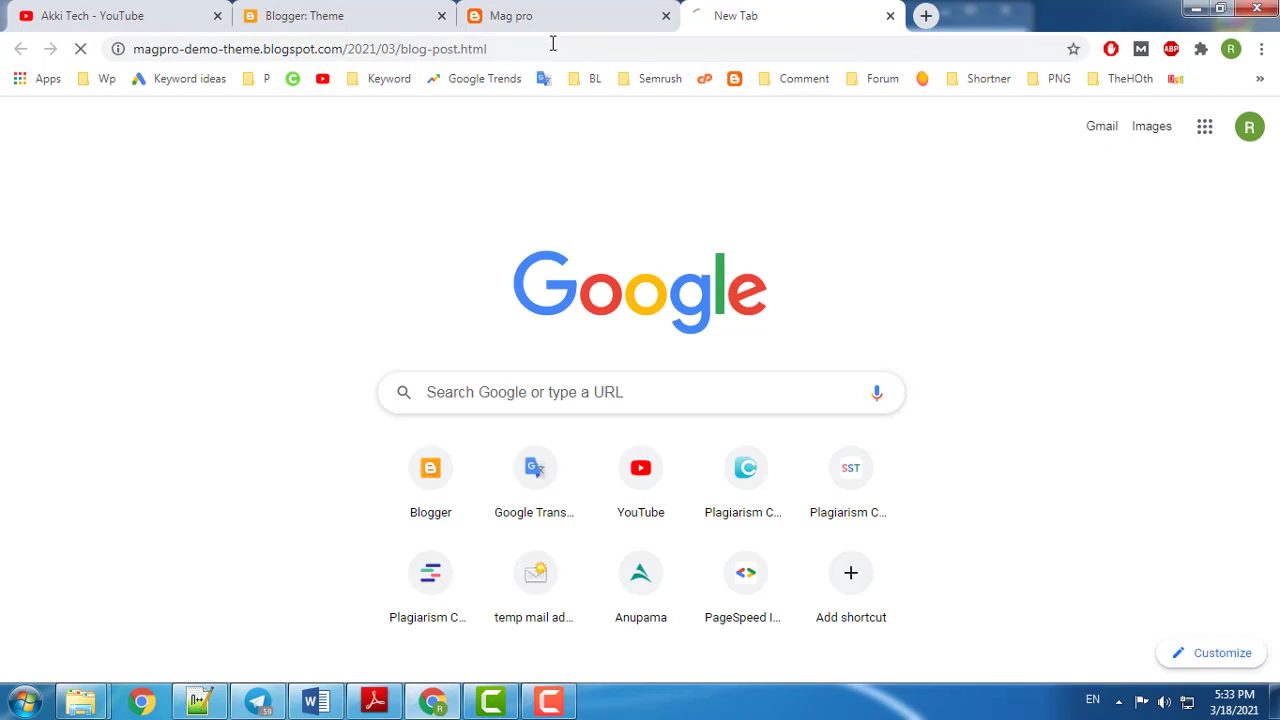 Akki Tech - YouTube
Blogger: Theme
Mag pro
New Tab
magpro-demo-theme.blogspot.com/2021/03/blog-post.html
M
ABP
R
Apps
Wp
Keyword ideas
P
Keyword
Google Trends
BL
Semrush
cP
Comment
Forum
Shortner
PNG
TheHOth
»
Gmail
Images
R
Google
Search Google or type a URL
SST
Blogger
Google Trans...
YouTube
Plagiarism C...
Plagiarism C...
Plagiarism C...
temp mail ad...
Anupama
PageSpeed I...
Add shortcut
Customize
59
R
EN
5:33 PM
3/18/2021